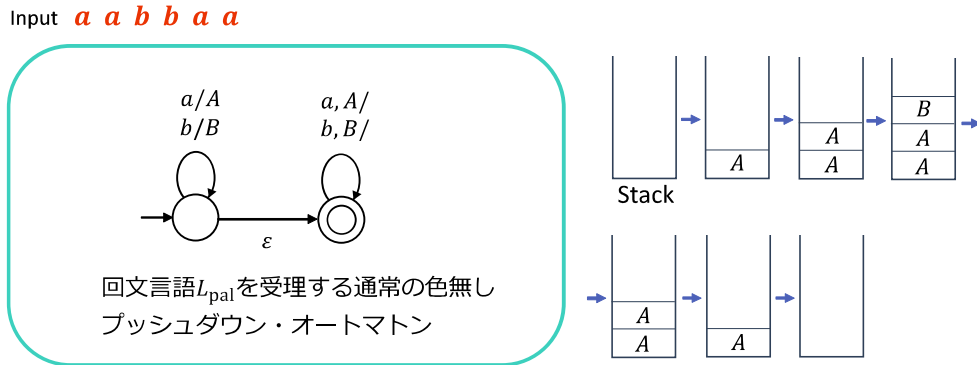 Input a a b b a a
a/A
b/B
a, A/
b, B/
ε
回文言語L_palを受理する通常の色無し
プッシュダウン・オートマトン
A
A
A
B
A
A
Stack
A
A
A